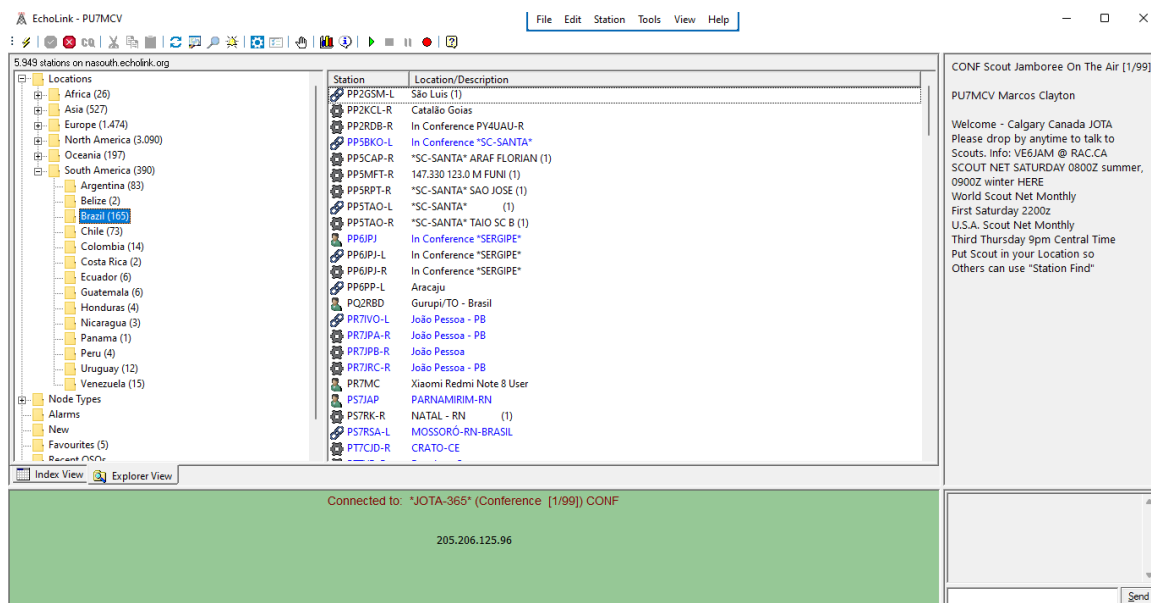 EchoLink - PU7MCV
File Edit Station Tools View Help
5.949 stations on nasouth.echolink.org
Locations
Africa (26)
Asia (527)
Europe (1.474)
North America (3.090)
Oceania (197)
South America (390)
Argentina (83)
Belize (2)
Brazil (165)
Chile (73)
Colombia (14)
Costa Rica (2)
Ecuador (6)
Guatemala (6)
Honduras (4)
Nicaragua (3)
Panama (1)
Peru (4)
Uruguay (12)
Venezuela (15)
Node Types
Alarms
New
Favourites (5)
Recent QSOs
Index View Explorer View
Station Location/Description
PP2GSM-L São Luis (1)
PP2KCL-R Catalão Goias
PP2RDB-R In Conference PY4UAU-R
PP5BKO-L In Conference *SC-SANTA*
PP5CAP-R *SC-SANTA* ARAF FLORIAN (1)
PP5MFT-R 147.330 123.0 M FUNI (1)
PP5RPT-R *SC-SANTA* SAO JOSE (1)
PP5TAO-L *SC-SANTA* (1)
PP5TAO-R *SC-SANTA* TAIO SC B (1)
PP6JPJ In Conference *SERGIPE*
PP6JPJ-L In Conference *SERGIPE*
PP6JPJ-R In Conference *SERGIPE*
PP6PP-L Aracaju
PQ2RBD Gurupi/TO - Brasil
PR7IVO-L João Pessoa - PB
PR7JPA-R João Pessoa - PB
PR7JPB-R João Pessoa
PR7JRC-R João Pessoa - PB
PR7MC Xiaomi Redmi Note 8 User
PS7JAP PARNAMIRIM-RN
PS7RK-R NATAL - RN (1)
PS7RSA-L MOSSORÓ-RN-BRASIL
PT7CJD-R CRATO-CE
CONF Scout Jamboree On The Air [1/99]
PU7MCV Marcos Clayton
Welcome - Calgary Canada JOTA
Please drop by anytime to talk to
Scouts. Info: VE6JAM @ RAC.CA
SCOUT NET SATURDAY 0800Z summer,
0900Z winter HERE
World Scout Net Monthly
First Saturday 2200z
U.S.A. Scout Net Monthly
Third Thursday 9pm Central Time
Put Scout in your Location so
Others can use "Station Find"
Connected to: *JOTA-365* (Conference [1/99]) CONF
205.206.125.96
Send